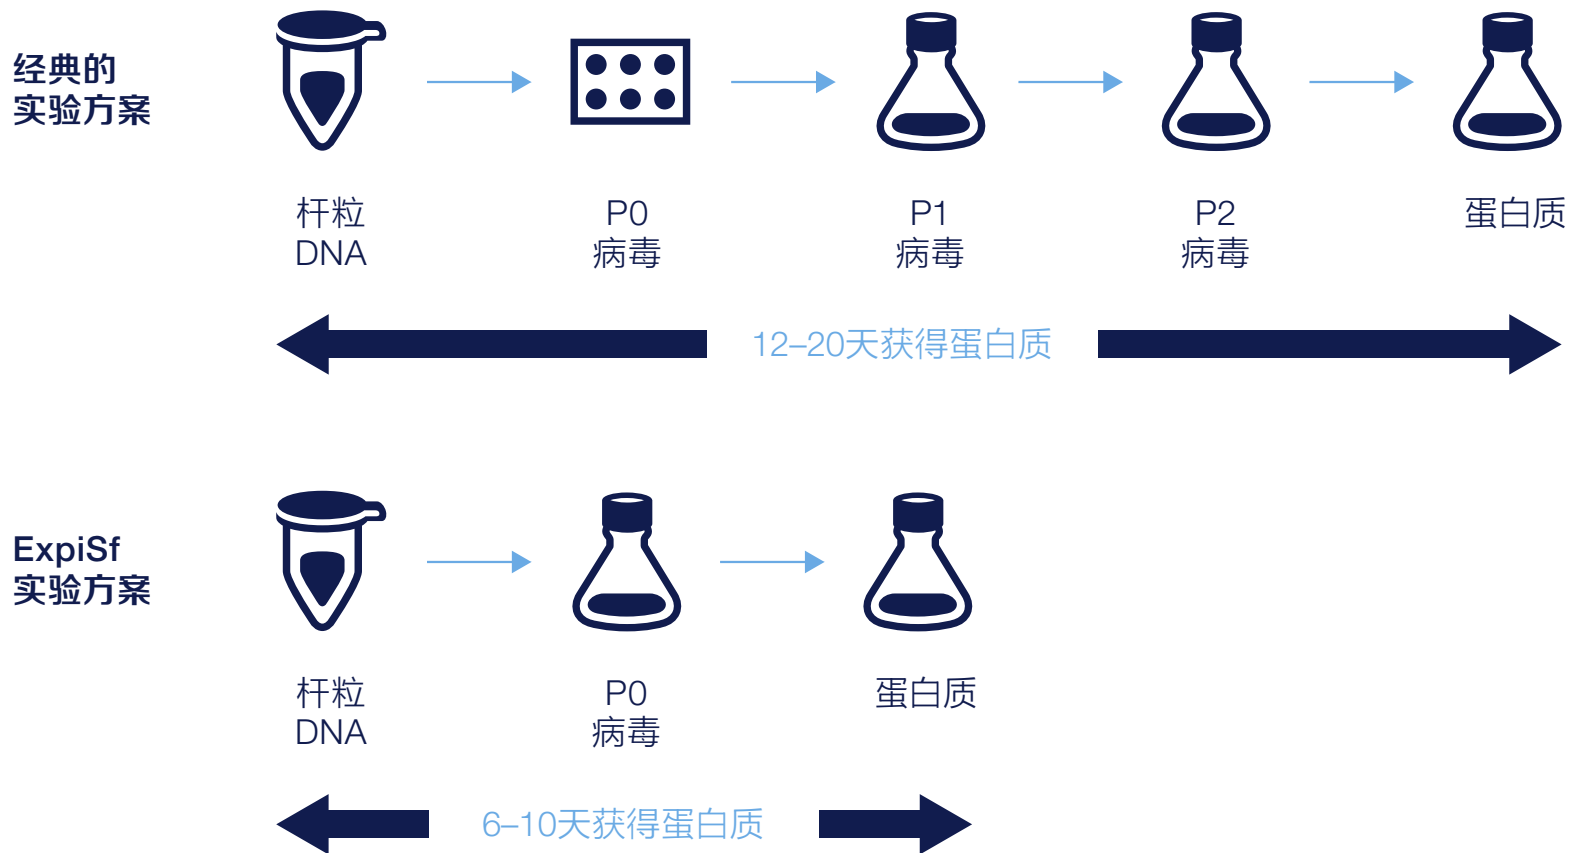 经典的
实验方案
杆粒
DNA
P0
病毒
P1
病毒
P2
病毒
蛋白质
12–20天获得蛋白质
ExpiSf
实验方案
杆粒
DNA
P0
病毒
蛋白质
6–10天获得蛋白质